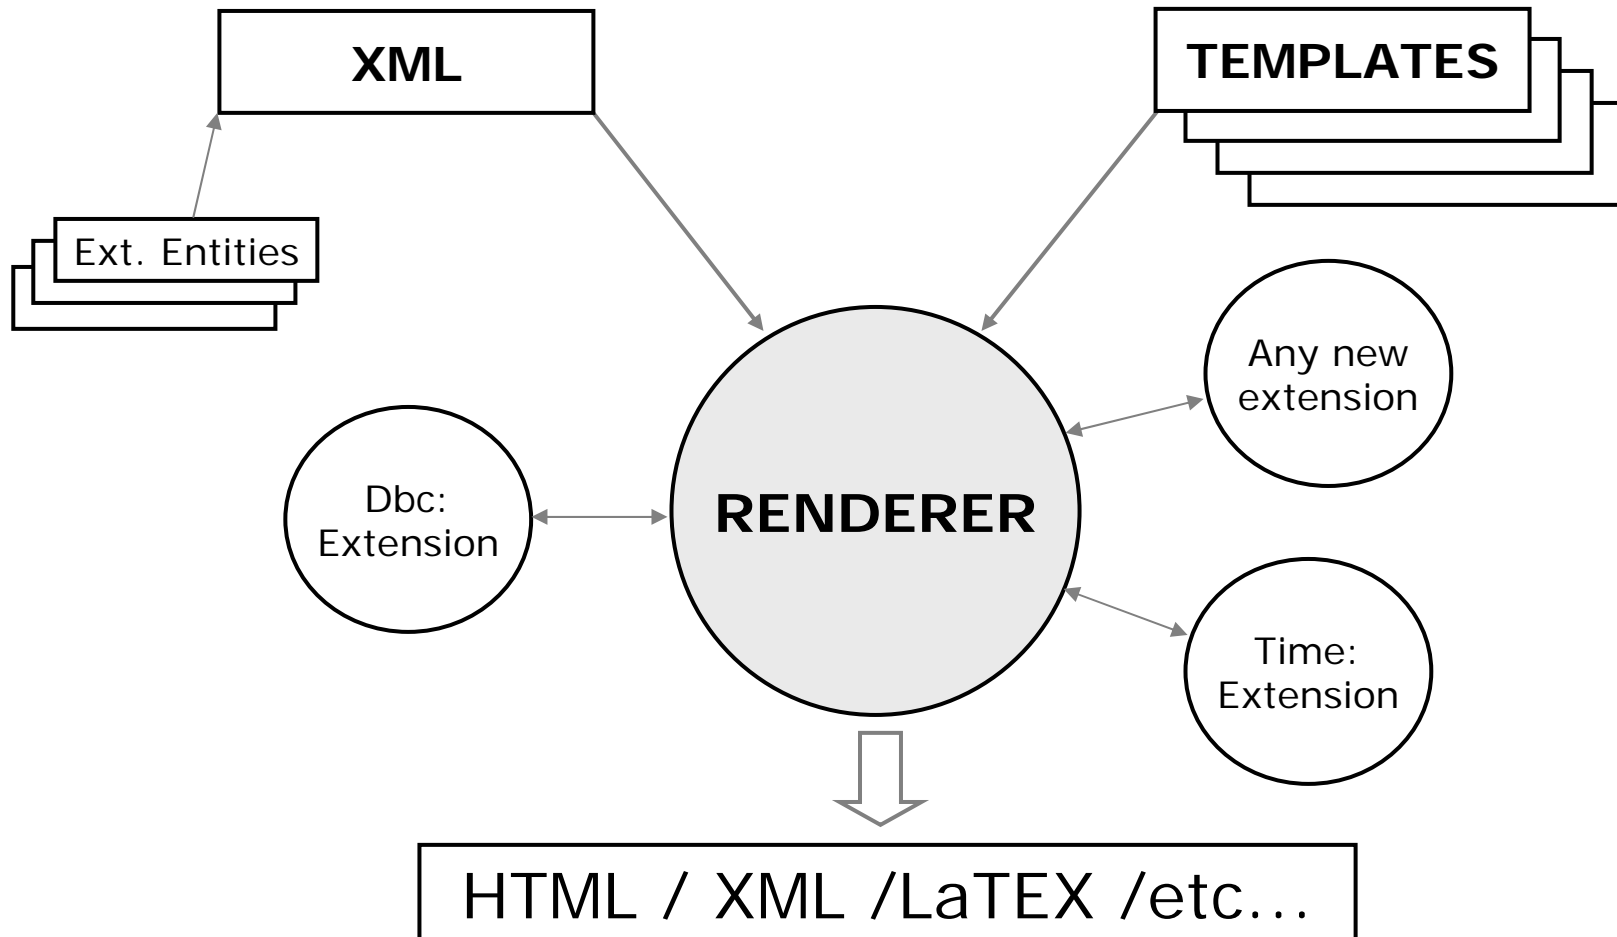 XML
TEMPLATES
Ext. Entities
Any new
extension
Dbc:
Extension
RENDERER
Time:
Extension
HTML / XML /LaTEX /etc...